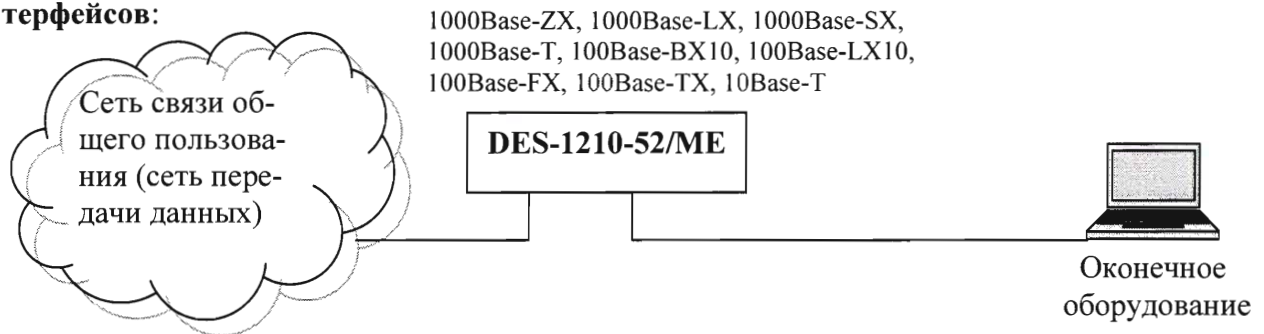 терфейсов:
1000Base-ZX, 1000Base-LX, 1000Base-SX,
1000Base-T, 100Base-BX10, 100Base-LX10,
100Base-FX, 100Base-TX, 10Base-T
Сеть связи об-
щего пользова-
ния (сеть пере-
дачи данных)
DES-1210-52/ME
Оконечное
оборудование